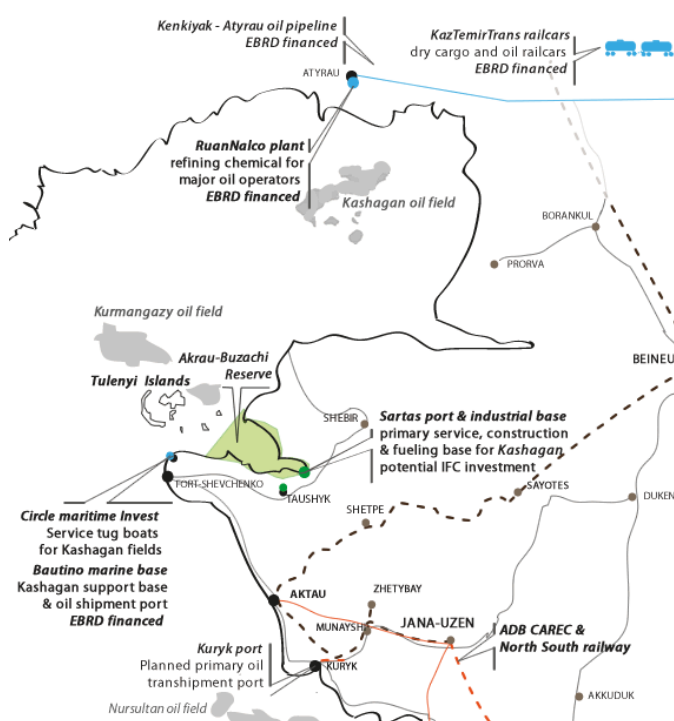 Kenkiyak - Atyrau oil pipeline
EBRD financed
KazTemirTrans railcars
dry cargo and oil railcars
EBRD financed
ATYRAU
RuanNalco plant
refining chemical for
major oil operators
EBRD financed
Kashagan oil field
BORANKUL
PRORVA
Kurmangazy oil field
BEINEU
Akrau-Buzachi
Reserve
Tulenyi Islands
SHEBIR
Sartas port & industrial base
primary service, construction
& fueling base for Kashagan
potential IFC investment
FORT-SHEVCHENKO
TAUSHYK
SAYOTES
DUKEN
SHETPE
Circle maritime Invest
Service tug boats
for Kashagan fields
Bautino marine base
Kashagan support base
& oil shipment port
EBRD financed
AKTAU
ZHETYBAY
MUNAYSH
JANA-UZEN
ADB CAREC &
North South railway
Kuryk port
Planned primary oil
transhipment port
KURYK
AKKUDUK
Nursultan oil field